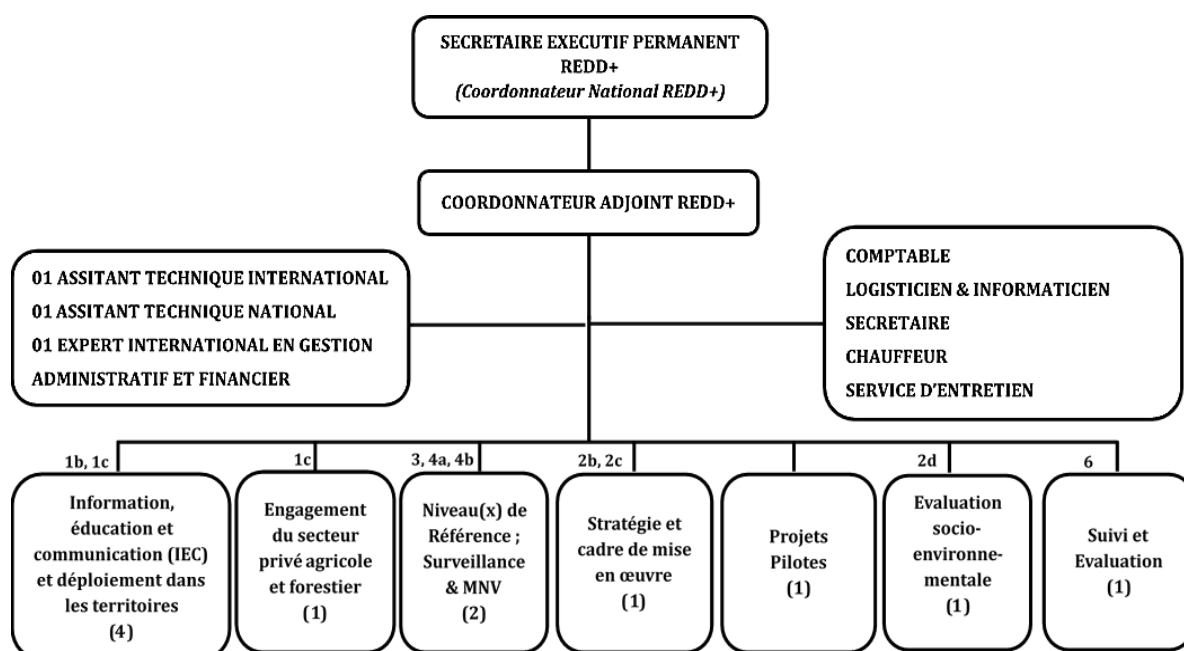 SECRETAIRE EXECUTIF PERMANENT
REDD+
(Coordonnateur National REDD+)
COORDONNATEUR ADJOINT REDD+
01 ASSITANT TECHNIQUE INTERNATIONAL
01 ASSITANT TECHNIQUE NATIONAL
01 EXPERT INTERNATIONAL EN GESTION
ADMINISTRATIF ET FINANCIER
COMPTABLE
LOGISTICIEN & INFORMATICIEN
SECRETAIRE
CHAUFFEUR
SERVICE D'ENTRETIEN
1b, 1c
Information,
éducation et
communication (IEC)
et déploiement dans
les territoires
(4)
1c
Engagement
du secteur
privé agricole
et forestier
(1)
3, 4a, 4b
Niveau(x) de
Référence ;
Surveillance
& MNV
(2)
2b, 2c
Stratégie et
cadre de mise
en œuvre
(1)
Projets
Pilotes
(1)
2d
Evaluation
socio-
environne-
mentale
(1)
6
Suivi et
Evaluation
(1)